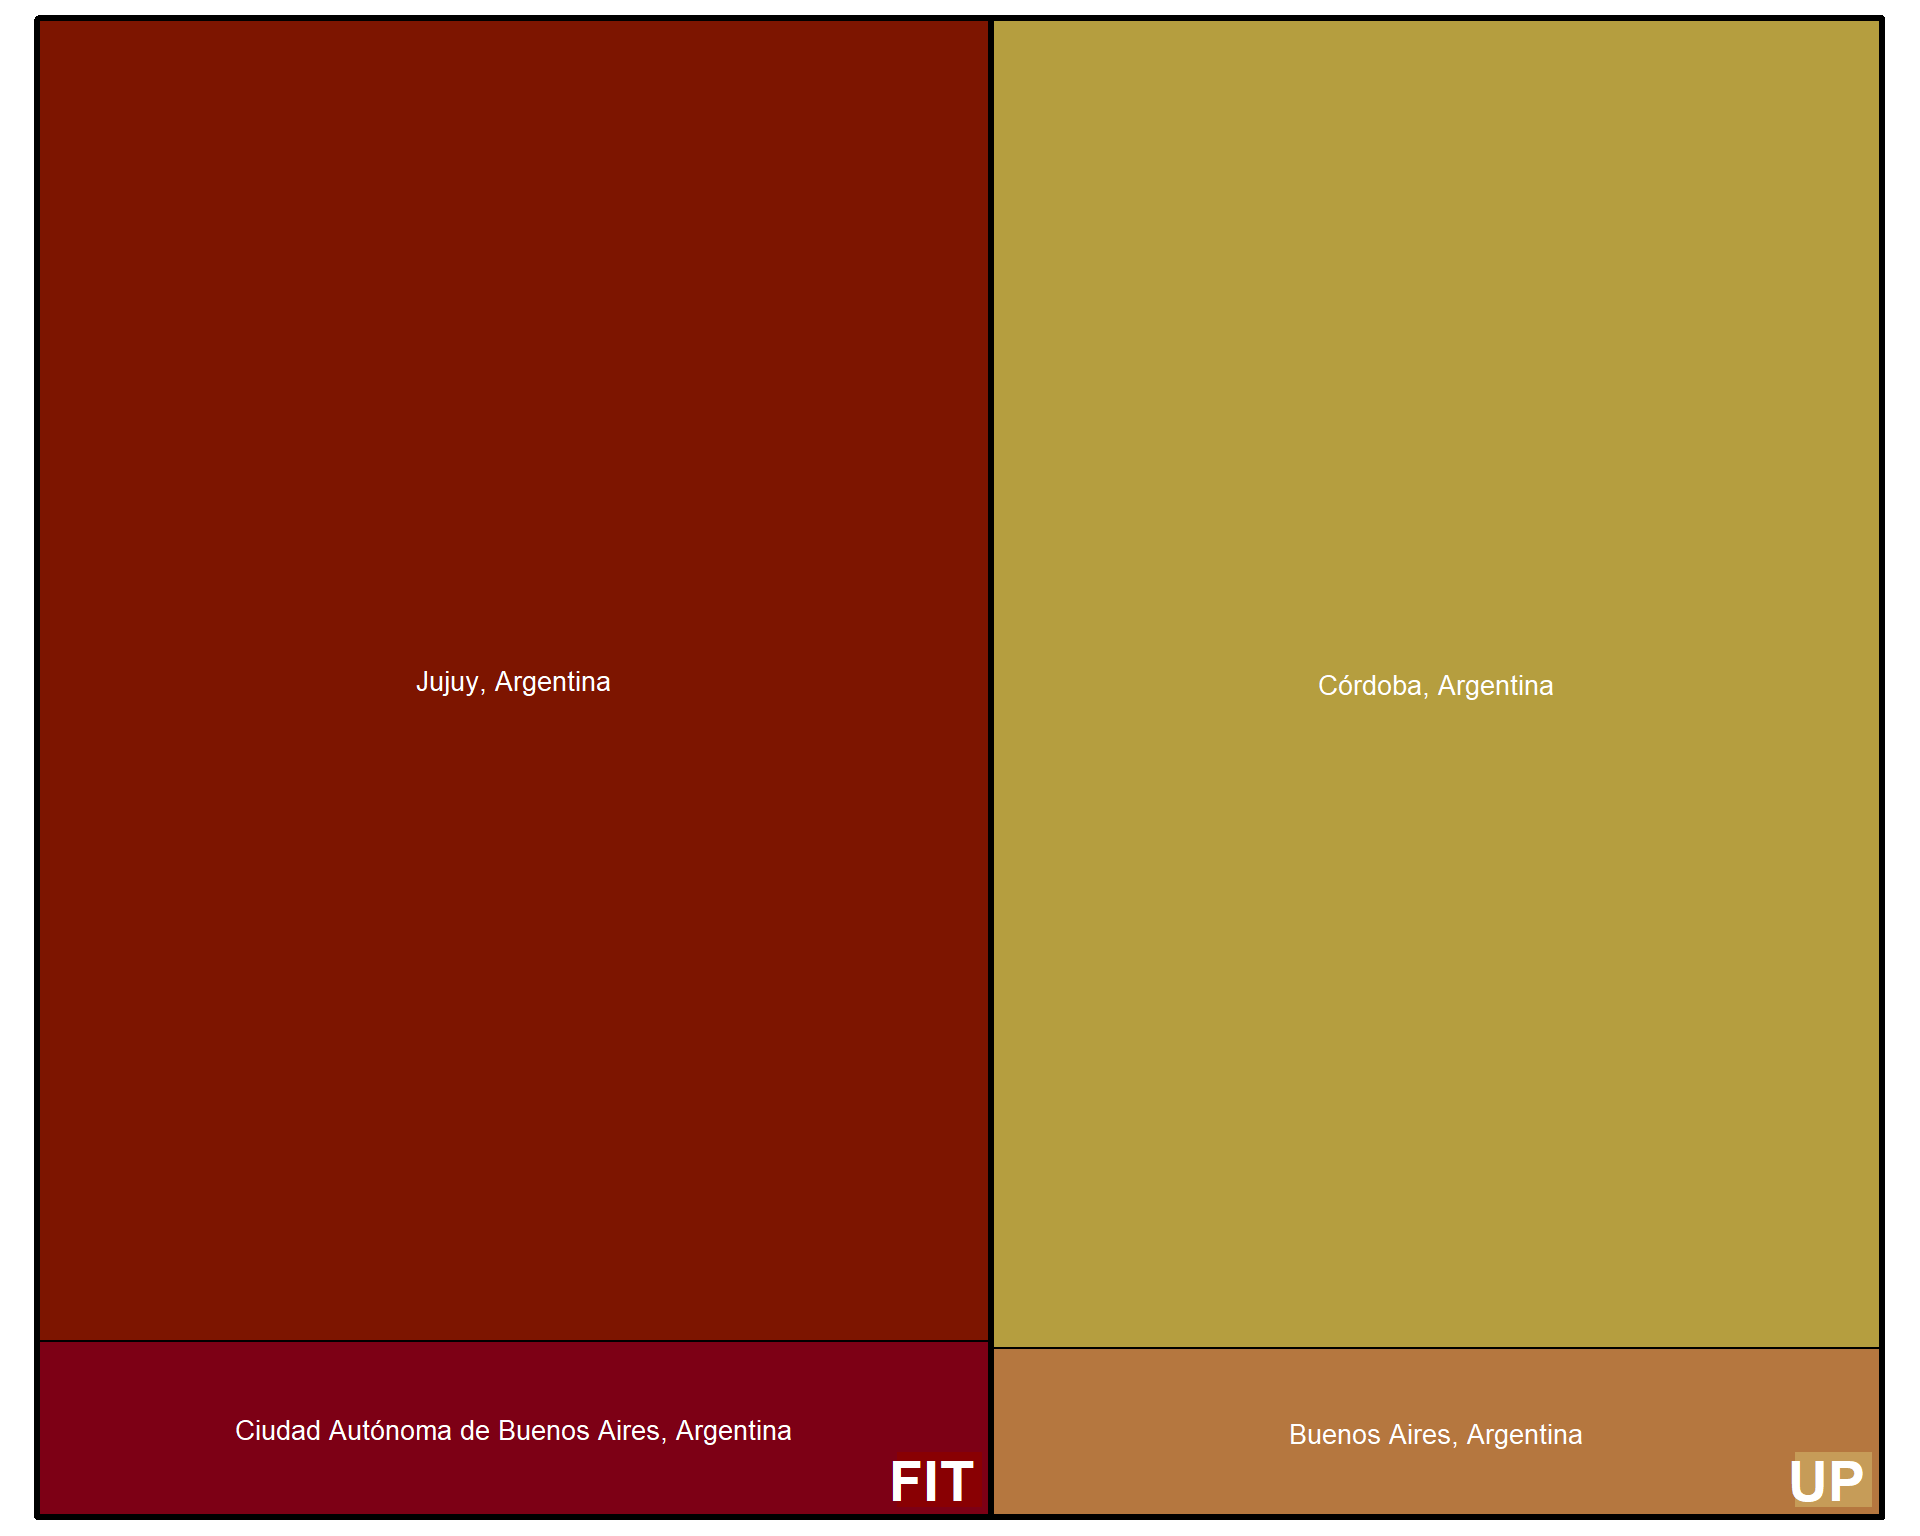 Jujuy, Argentina
Córdoba, Argentina
Ciudad Autónoma de Buenos Aires, Argentina
Buenos Aires, Argentina
FIT
UP